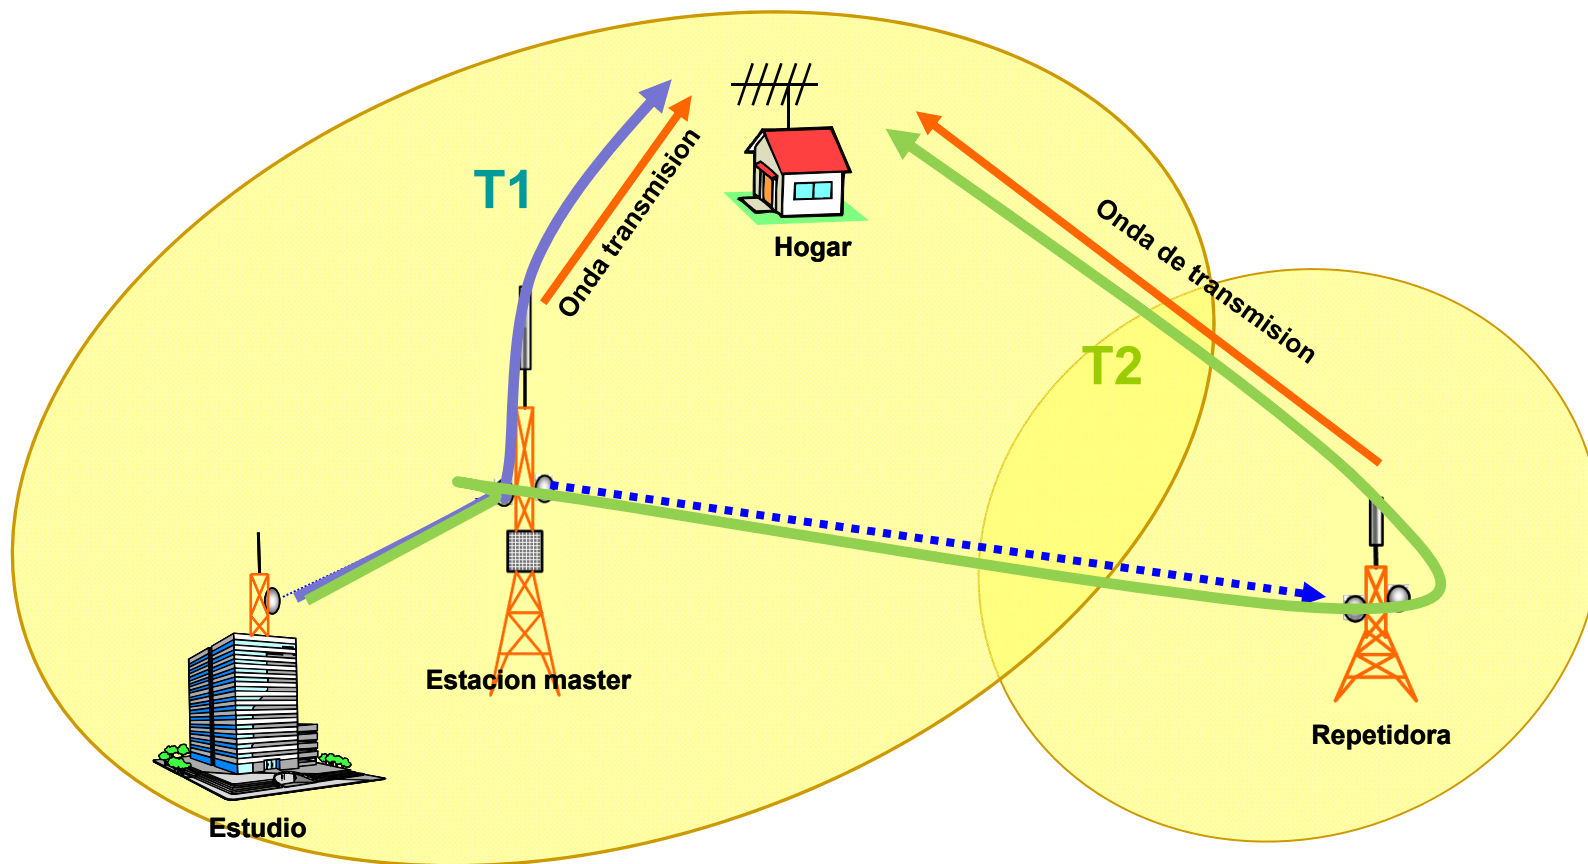 T1
Onda transmision
Hogar
Onda de transmision
T2
Estacion master
Repetidora
Estudio